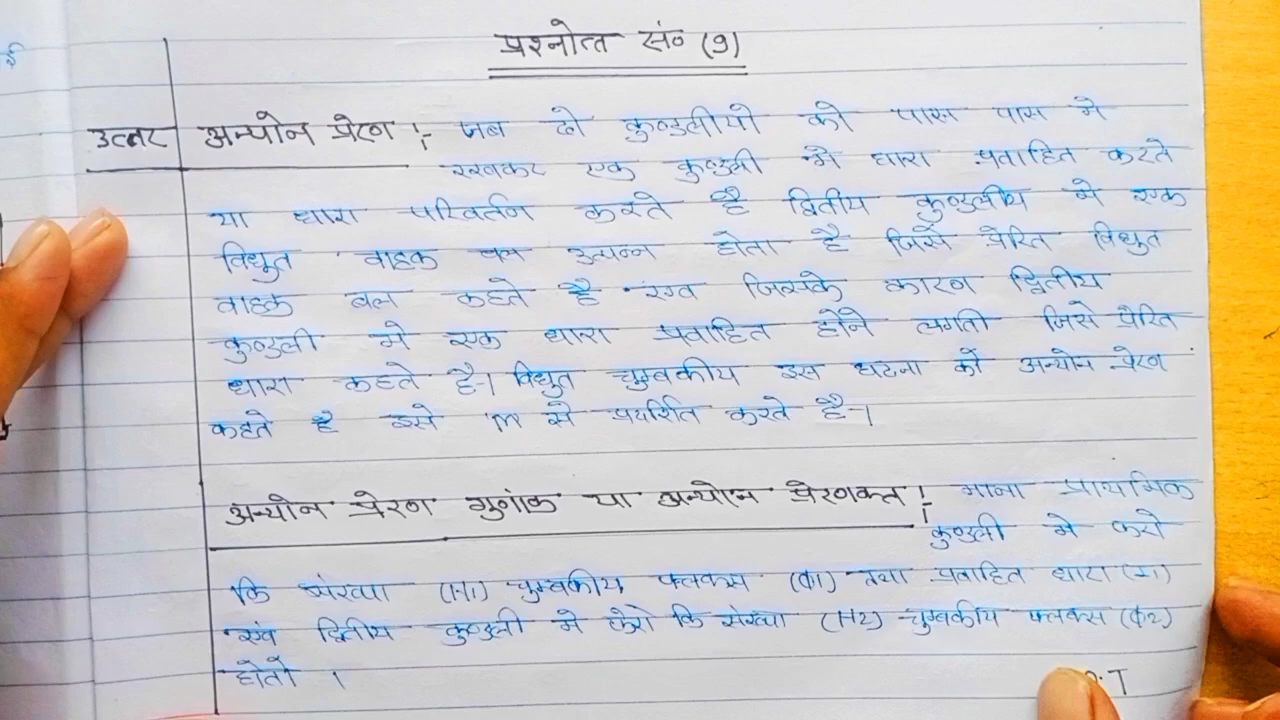 प्रश्नोत्त सं० (9)
उत्तर अन्योन प्रेरण :- जब दो कुण्डलीयो को पास पास मे
रखकर एक कुण्डली मे धारा प्रवाहित करते
या धारा परिवर्तन करते है द्वितीय कुण्डलीय मे एक
विधुत वाहक बल उत्पन्न होता है जिसे प्रेरित विधुत
वाहक बल कहते है एव जिसके कारण द्वितीय
कुण्डली मे एक धारा प्रवाहित होने लगती जिसे प्रेरित
धारा कहते है। विधुत चुम्बकीय इस घटना को अन्योन प्रेरण
कहते है इसे m से प्रदर्शित करते है।
अन्योन प्रेरण गुणांक या अन्योन प्रेरणकत्व :- माना प्राथमिक
कुण्डली मे फेरो
कि संख्या (N1) चुम्बकीय फ्लक्स (Φ1) तथा प्रवाहित धारा
एवं द्वितीय कुण्डली मे फेरो कि संख्या (N2) चुम्बकीय फ्लक्स (Φ2)
होतो ।